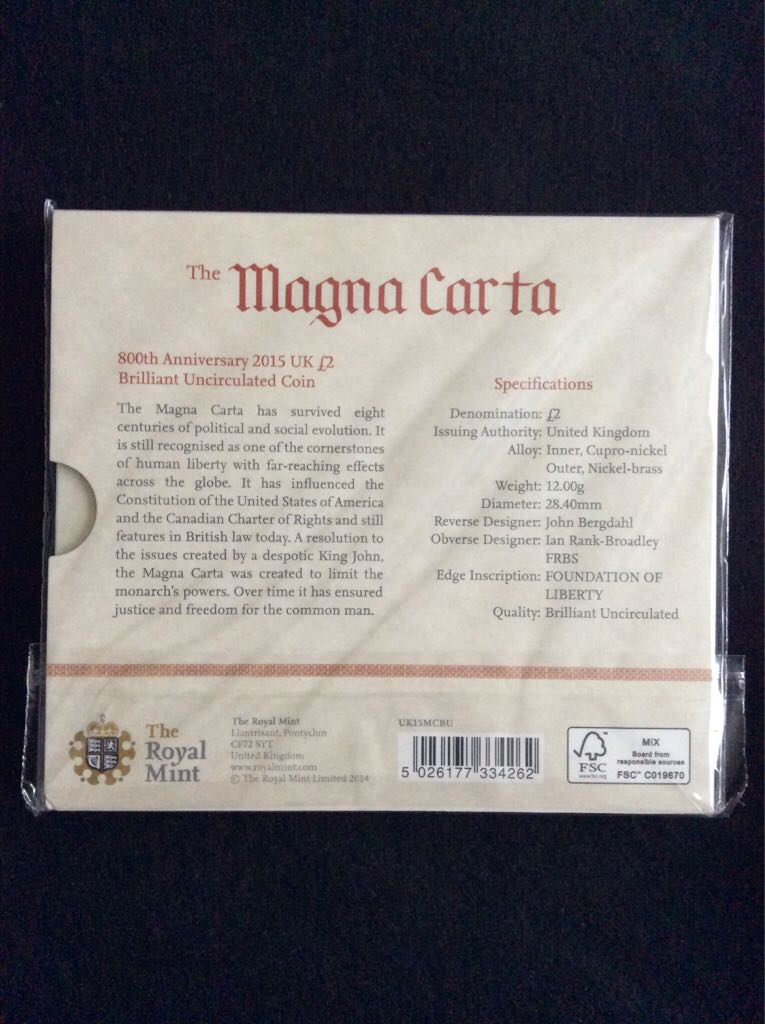 The Magna Carta
800th Anniversary 2015 UK £2
Brilliant Uncirculated Coin
The Magna Carta has survived eight
centuries of political and social evolution. It
is still recognised as one of the cornerstones
of human liberty with far-reaching effects
across the globe. It has influenced the
Constitution of the United States of America
and the Canadian Charter of Rights and still
features in British law today. A resolution to
the issues created by a despotic King John,
the Magna Carta was created to limit the
monarch's powers. Over time it has ensured
justice and freedom for the common man.
Specifications
Denomination: £2
Issuing Authority: United Kingdom
Alloy: Inner, Cupro-nickel
Outer, Nickel-brass
Weight: 12.00g
Diameter: 28.40mm
Reverse Designer: John Bergdahl
Obverse Designer: Ian Rank-Broadley
FRBS
Edge Inscription: FOUNDATION OF
LIBERTY
Quality: Brilliant Uncirculated
The
Royal
Mint
The Royal Mint
Llantrisant, Pontyclun
CF72 8YT
United Kingdom
www.royalmint.com
© The Royal Mint Limited 2014
UK15MCBU
5 026177 334262
FSC
www.fsc.org
MIX
Board from
responsible sources
FSC™ C019670